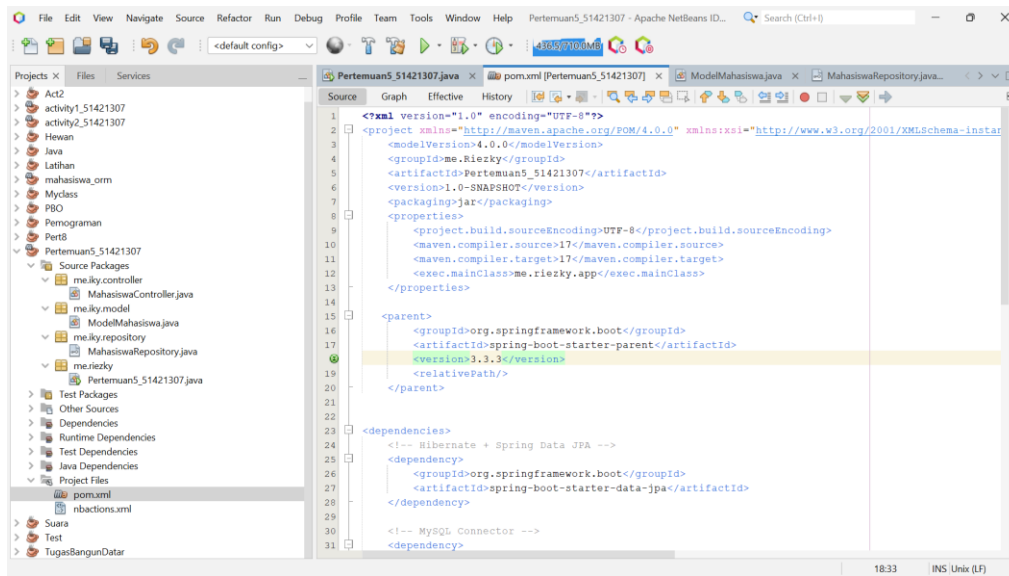 File Edit View Navigate Source Refactor Run Debug Profile Team Tools Window Help Pertemuan5_51421307 - Apache NetBeans ID... Search (Ctrl+I)
<default config> 436.5/710.0MB
Projects Files Services
Pertemuan5_51421307.java pom.xml [Pertemuan5_51421307] ModelMahasiswa.java MahasiswaRepository.java...
Source Graph Effective History
Act2
activity1_51421307
activity2_51421307
Hewan
Java
Latihan
mahasiswa_orm
Myclass
PBO
Pemograman
Pert8
Pertemuan5_51421307
Source Packages
me.iky.controller
MahasiswaController.java
me.iky.model
ModelMahasiswa.java
me.iky.repository
MahasiswaRepository.java
me.riezky
Pertemuan5_51421307.java
Test Packages
Other Sources
Dependencies
Runtime Dependencies
Test Dependencies
Java Dependencies
Project Files
pom.xml
nbactions.xml
Suara
Test
TugasBangunDatar
1 <?xml version="1.0" encoding="UTF-8"?>
2 <project xmlns="http://maven.apache.org/POM/4.0.0" xmlns:xsi="http://www.w3.org/2001/XMLSchema-instan
3 <modelVersion>4.0.0</modelVersion>
4 <groupId>me.Riezky</groupId>
5 <artifactId>Pertemuan5_51421307</artifactId>
6 <version>1.0-SNAPSHOT</version>
7 <packaging>jar</packaging>
8 <properties>
9 <project.build.sourceEncoding>UTF-8</project.build.sourceEncoding>
10 <maven.compiler.source>17</maven.compiler.source>
11 <maven.compiler.target>17</maven.compiler.target>
12 <exec.mainClass>me.riezky.app</exec.mainClass>
13 </properties>
14
15 <parent>
16 <groupId>org.springframework.boot</groupId>
17 <artifactId>spring-boot-starter-parent</artifactId>
<version>3.3.3</version>
19 <relativePath/>
20 </parent>
21
22
23 <dependencies>
24 <!-- Hibernate + Spring Data JPA -->
25 <dependency>
26 <groupId>org.springframework.boot</groupId>
27 <artifactId>spring-boot-starter-data-jpa</artifactId>
28 </dependency>
29
30 <!-- MySQL Connector -->
31 <dependency>
18:33 INS Unix (LF)